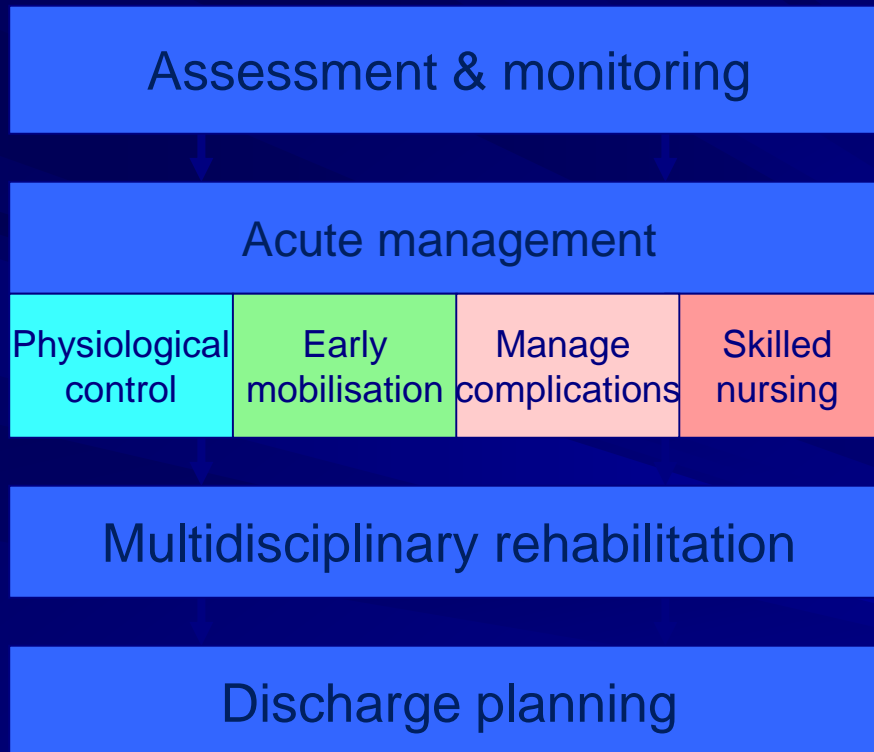 Assessment & monitoring
Acute management
Physiological
control
Early
mobilisation
Manage
complications
Skilled
nursing
Multidisciplinary rehabilitation
Discharge planning